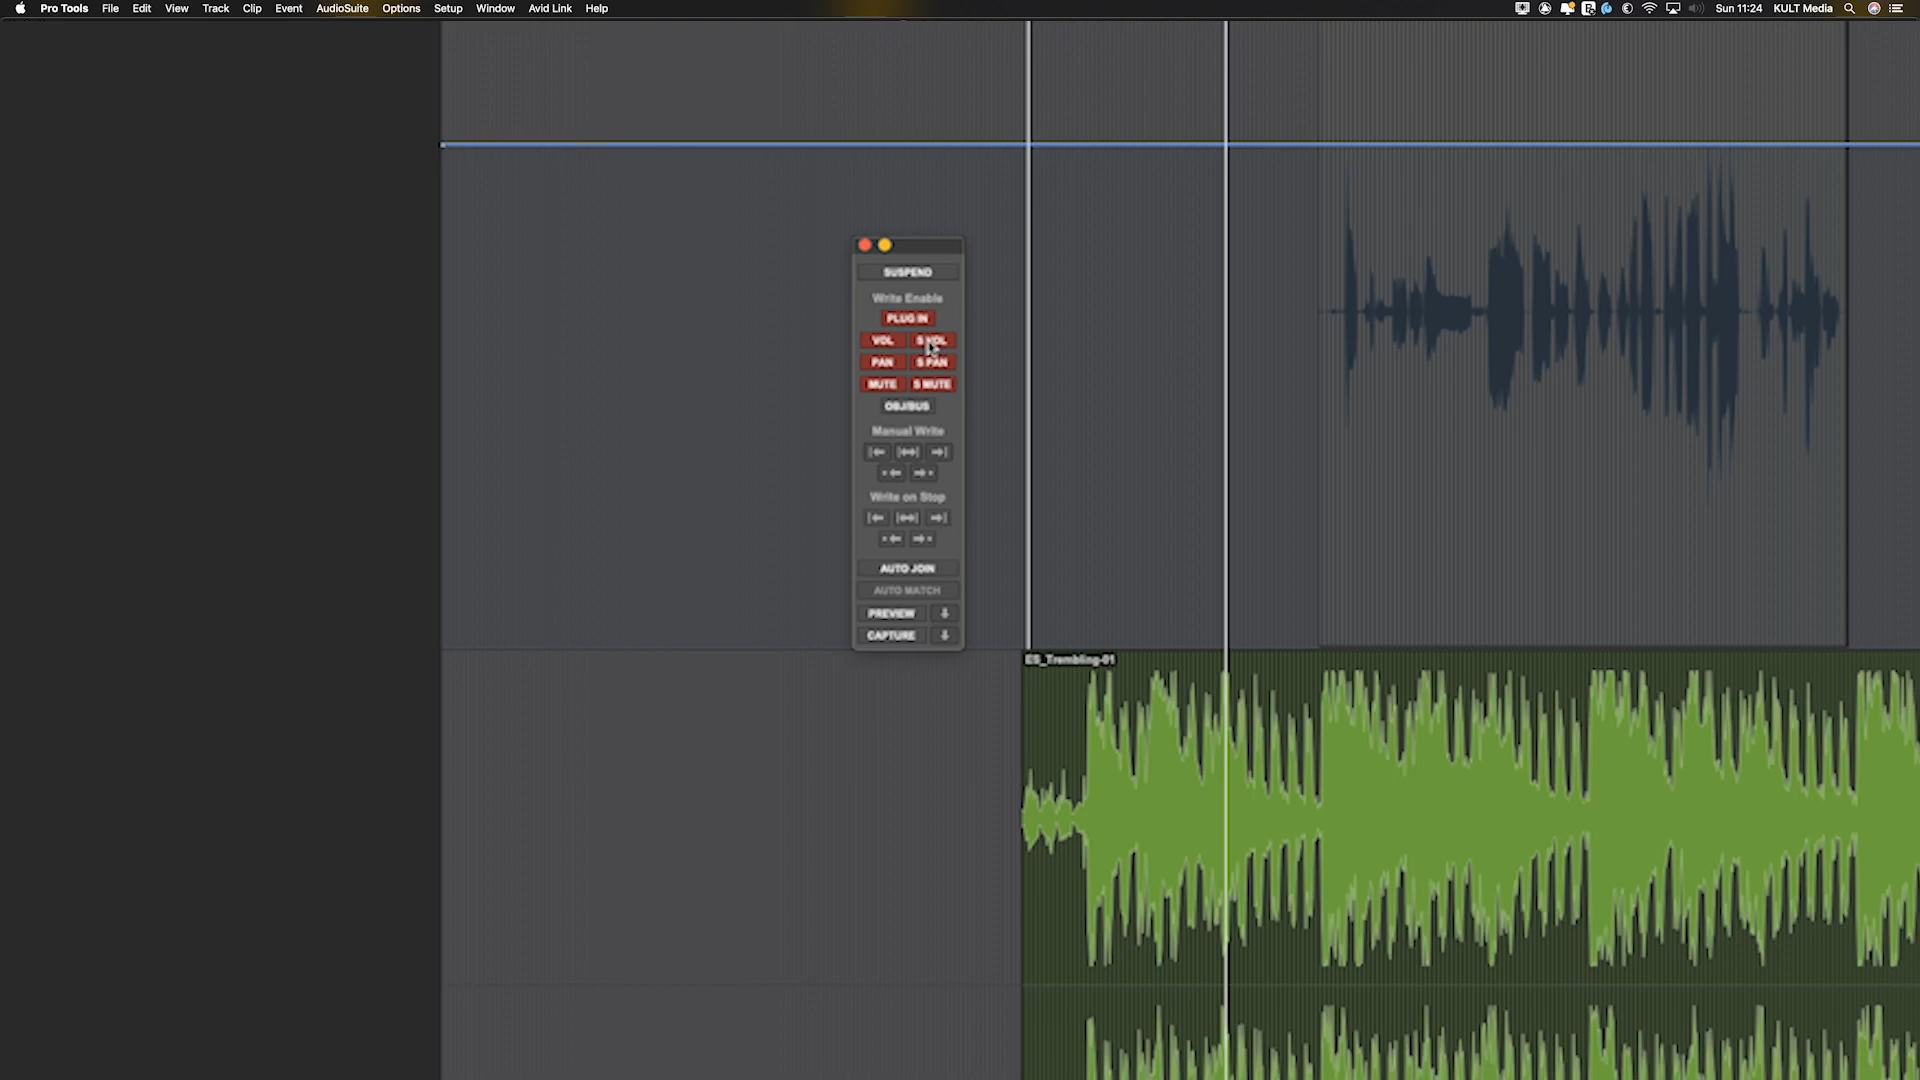 Pro Tools File Edit View Track Clip Event AudioSuite Options Setup Window Avid Link Help Sun 11:24 KULT Media
SUSPEND
Write Enable
PLUG IN
VOL S VOL
PAN S PAN
MUTE S MUTE
OBJ/BUS
Manual Write
Write on Stop
AUTO JOIN
AUTO MATCH
PREVIEW
CAPTURE
ES_Trembling-01